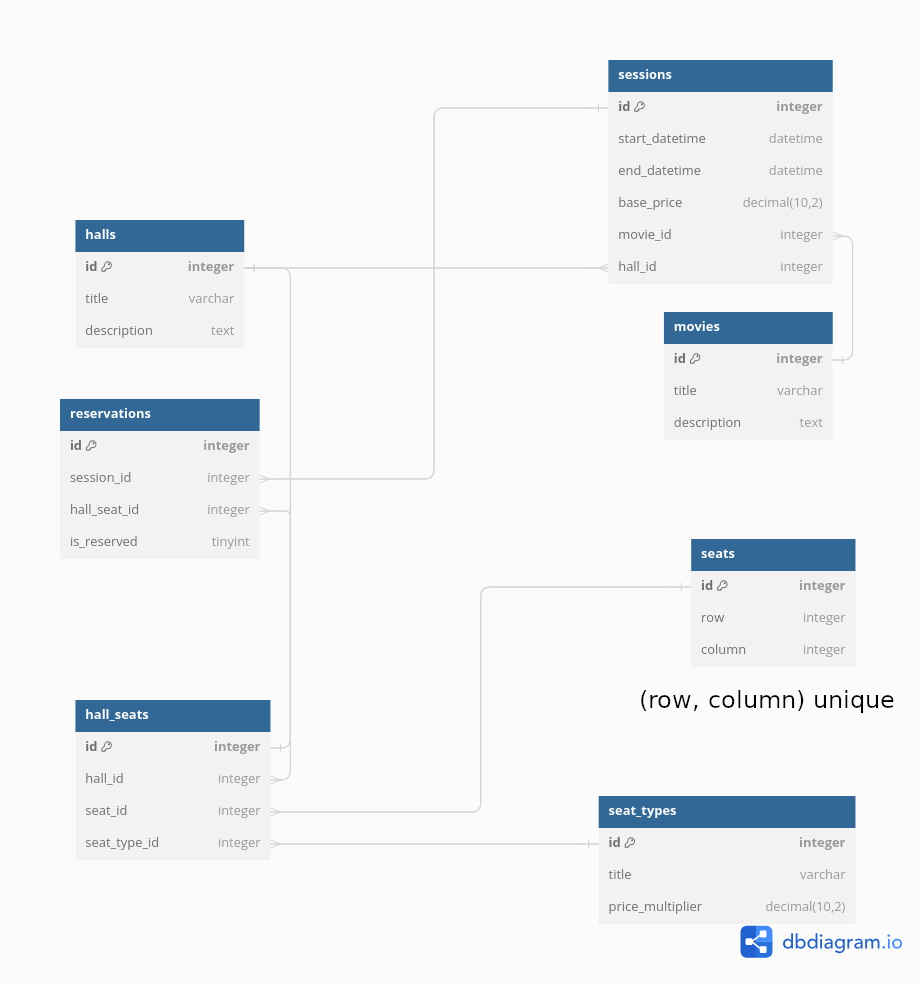 sessions
id integer
start_datetime datetime
end_datetime datetime
base_price decimal(10,2)
movie_id integer
hall_id integer
halls
id integer
title varchar
description text
movies
id integer
title varchar
description text
reservations
id integer
session_id integer
hall_seat_id integer
is_reserved tinyint
seats
id integer
row integer
column integer
(row, column) unique
hall_seats
id integer
hall_id integer
seat_id integer
seat_type_id integer
seat_types
id integer
title varchar
price_multiplier decimal(10,2)
dbdiagram.io